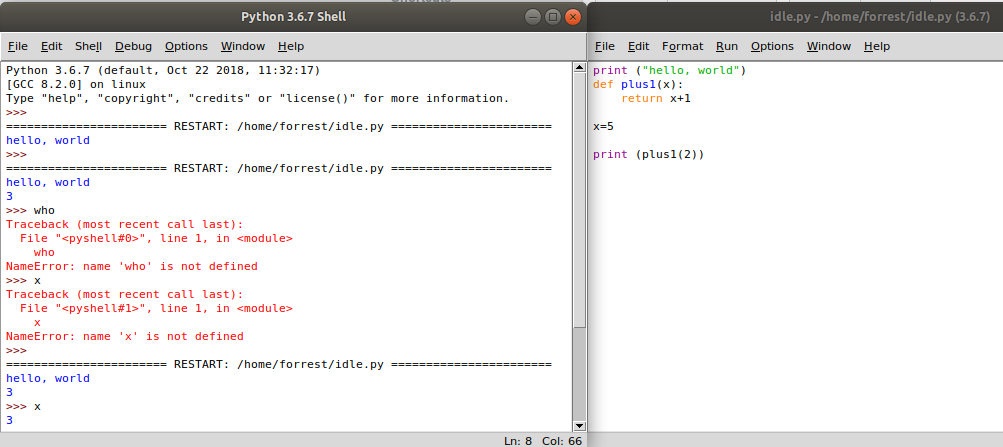 Python 3.6.7 Shell
File Edit Shell Debug Options Window Help
Python 3.6.7 (default, Oct 22 2018, 11:32:17)
[GCC 8.2.0] on linux
Type "help", "copyright", "credits" or "license()" for more information.
>>>
======================= RESTART: /home/forrest/idle.py =======================
hello, world
>>>
======================= RESTART: /home/forrest/idle.py =======================
hello, world
3
>>> who
Traceback (most recent call last):
  File "<pyshell#0>", line 1, in <module>
    who
NameError: name 'who' is not defined
>>> x
Traceback (most recent call last):
  File "<pyshell#1>", line 1, in <module>
    x
NameError: name 'x' is not defined
>>>
======================= RESTART: /home/forrest/idle.py =======================
hello, world
3
>>> x
3
Ln: 8 Col: 66
idle.py - /home/forrest/idle.py (3.6.7)
File Edit Format Run Options Window Help
print ("hello, world")
def plus1(x):
    return x+1
x=5
print (plus1(2))